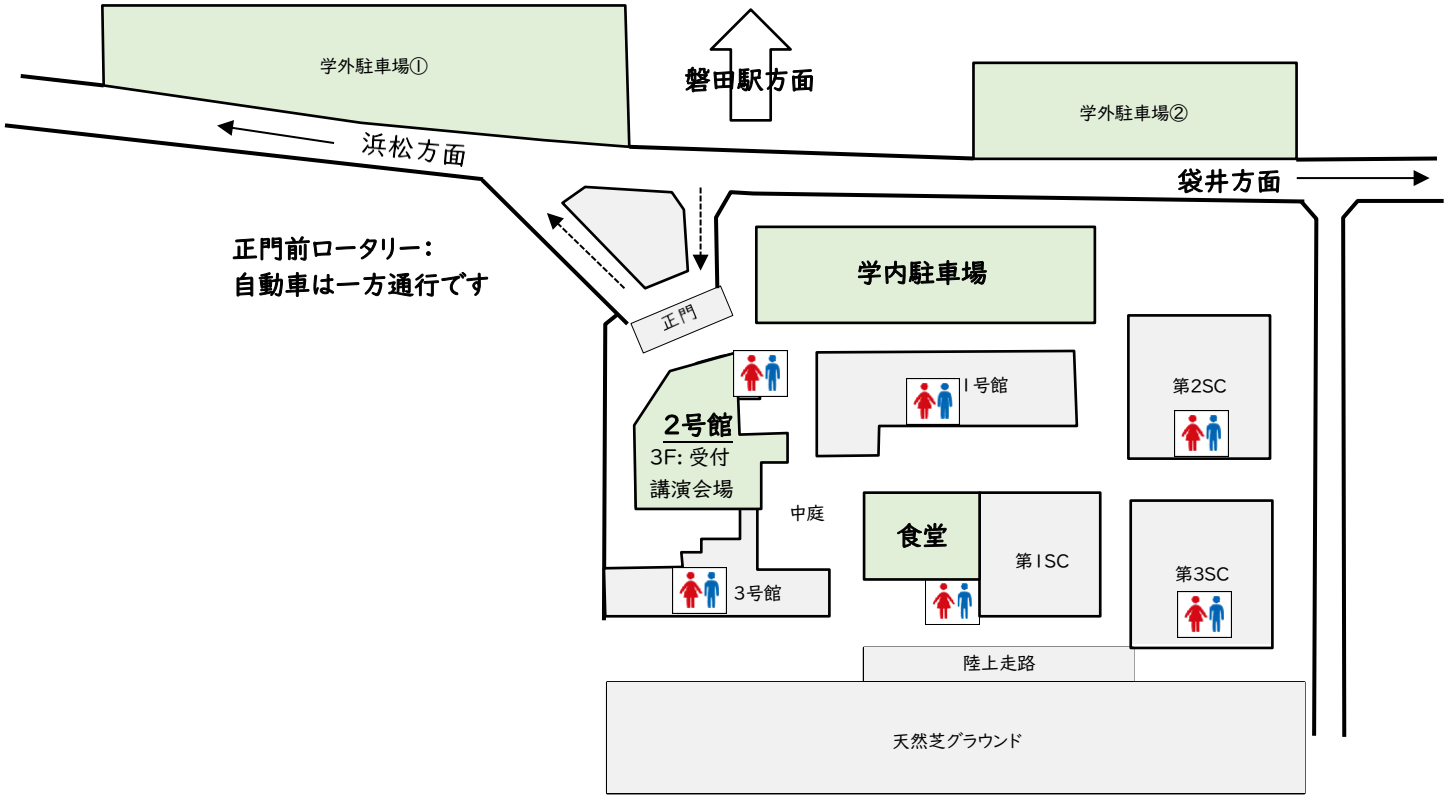 学外駐車場①
磐田駅方面
学外駐車場②
浜松方面
袋井方面
正門前ロータリー：
自動車は一方通行です
学内駐車場
正門
1号館
第2SC
2号館
3F: 受付
講演会場
中庭
食堂
第1SC
第3SC
3号館
陸上走路
天然芝グラウンド